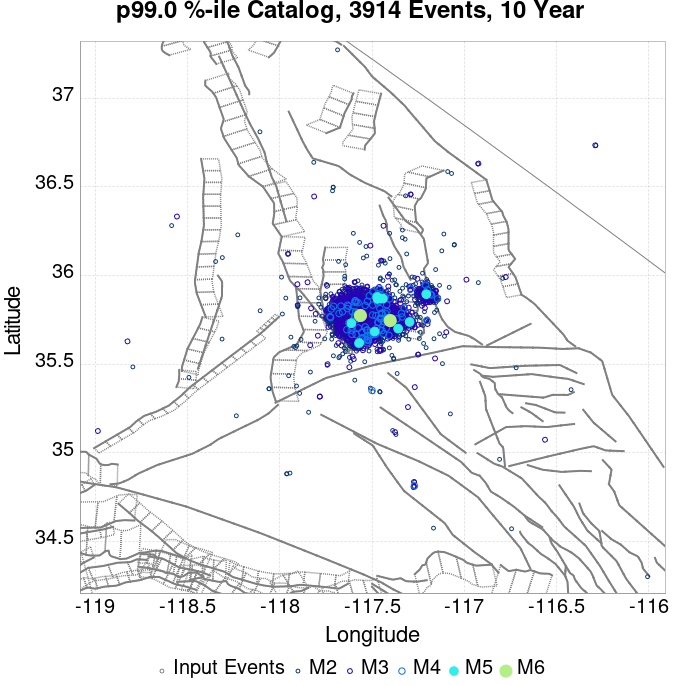 p99.0 %-ile Catalog, 3914 Events, 10 Year
Latitude
37
36.5
36
35.5
35
34.5
-119 -118.5 -118 -117.5 -117 -116.5 -116
Longitude
Input Events M2 M3 M4 M5 M6